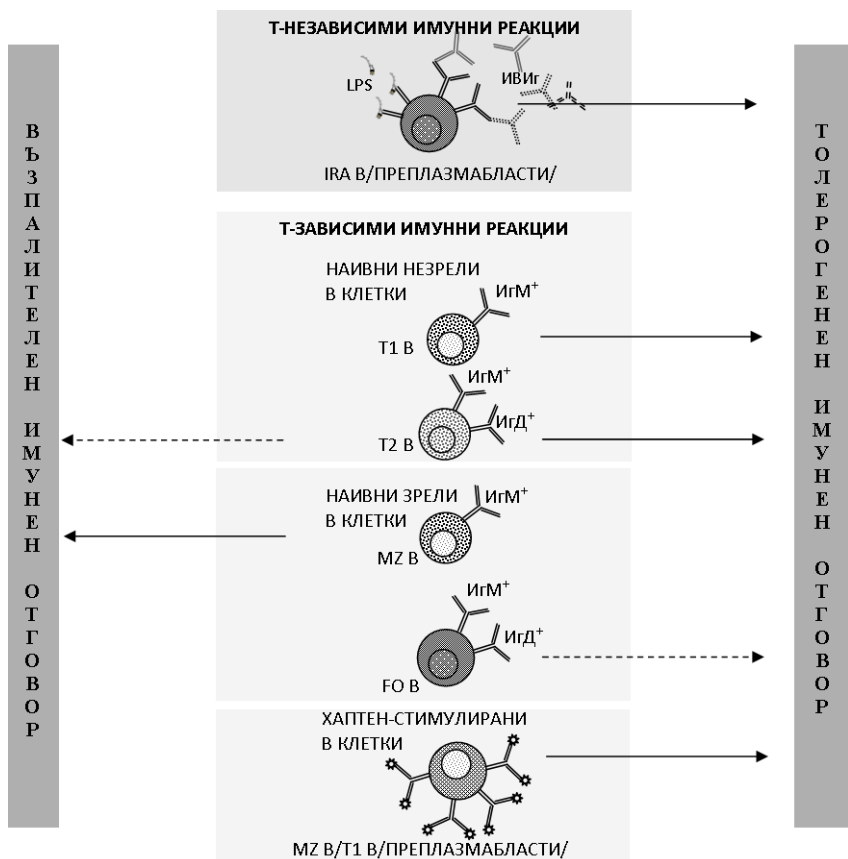 ВЪЗПАЛИТЕЛЕН ИМУНЕН ОТГОВОР
Т-НЕЗАВИСИМИ ИМУННИ РЕАКЦИИ
LPS
ИВИг
IRA B/ПРЕПЛАЗМАБЛАСТИ/
Т-ЗАВИСИМИ ИМУННИ РЕАКЦИИ
НАИВНИ НЕЗРЕЛИ
В КЛЕТКИ
ИгМ+
Т1 В
ИгМ+
ИгД+
Т2 В
НАИВНИ ЗРЕЛИ
В КЛЕТКИ
ИгМ+
MZ B
ИгМ+
ИгД+
FO B
ХАПТЕН-СТИМУЛИРАНИ
В КЛЕТКИ
MZ B/T1 B/ПРЕПЛАЗМАБЛАСТИ/
ТОЛЕРОГЕНЕН ИМУНЕН ОТГОВОР